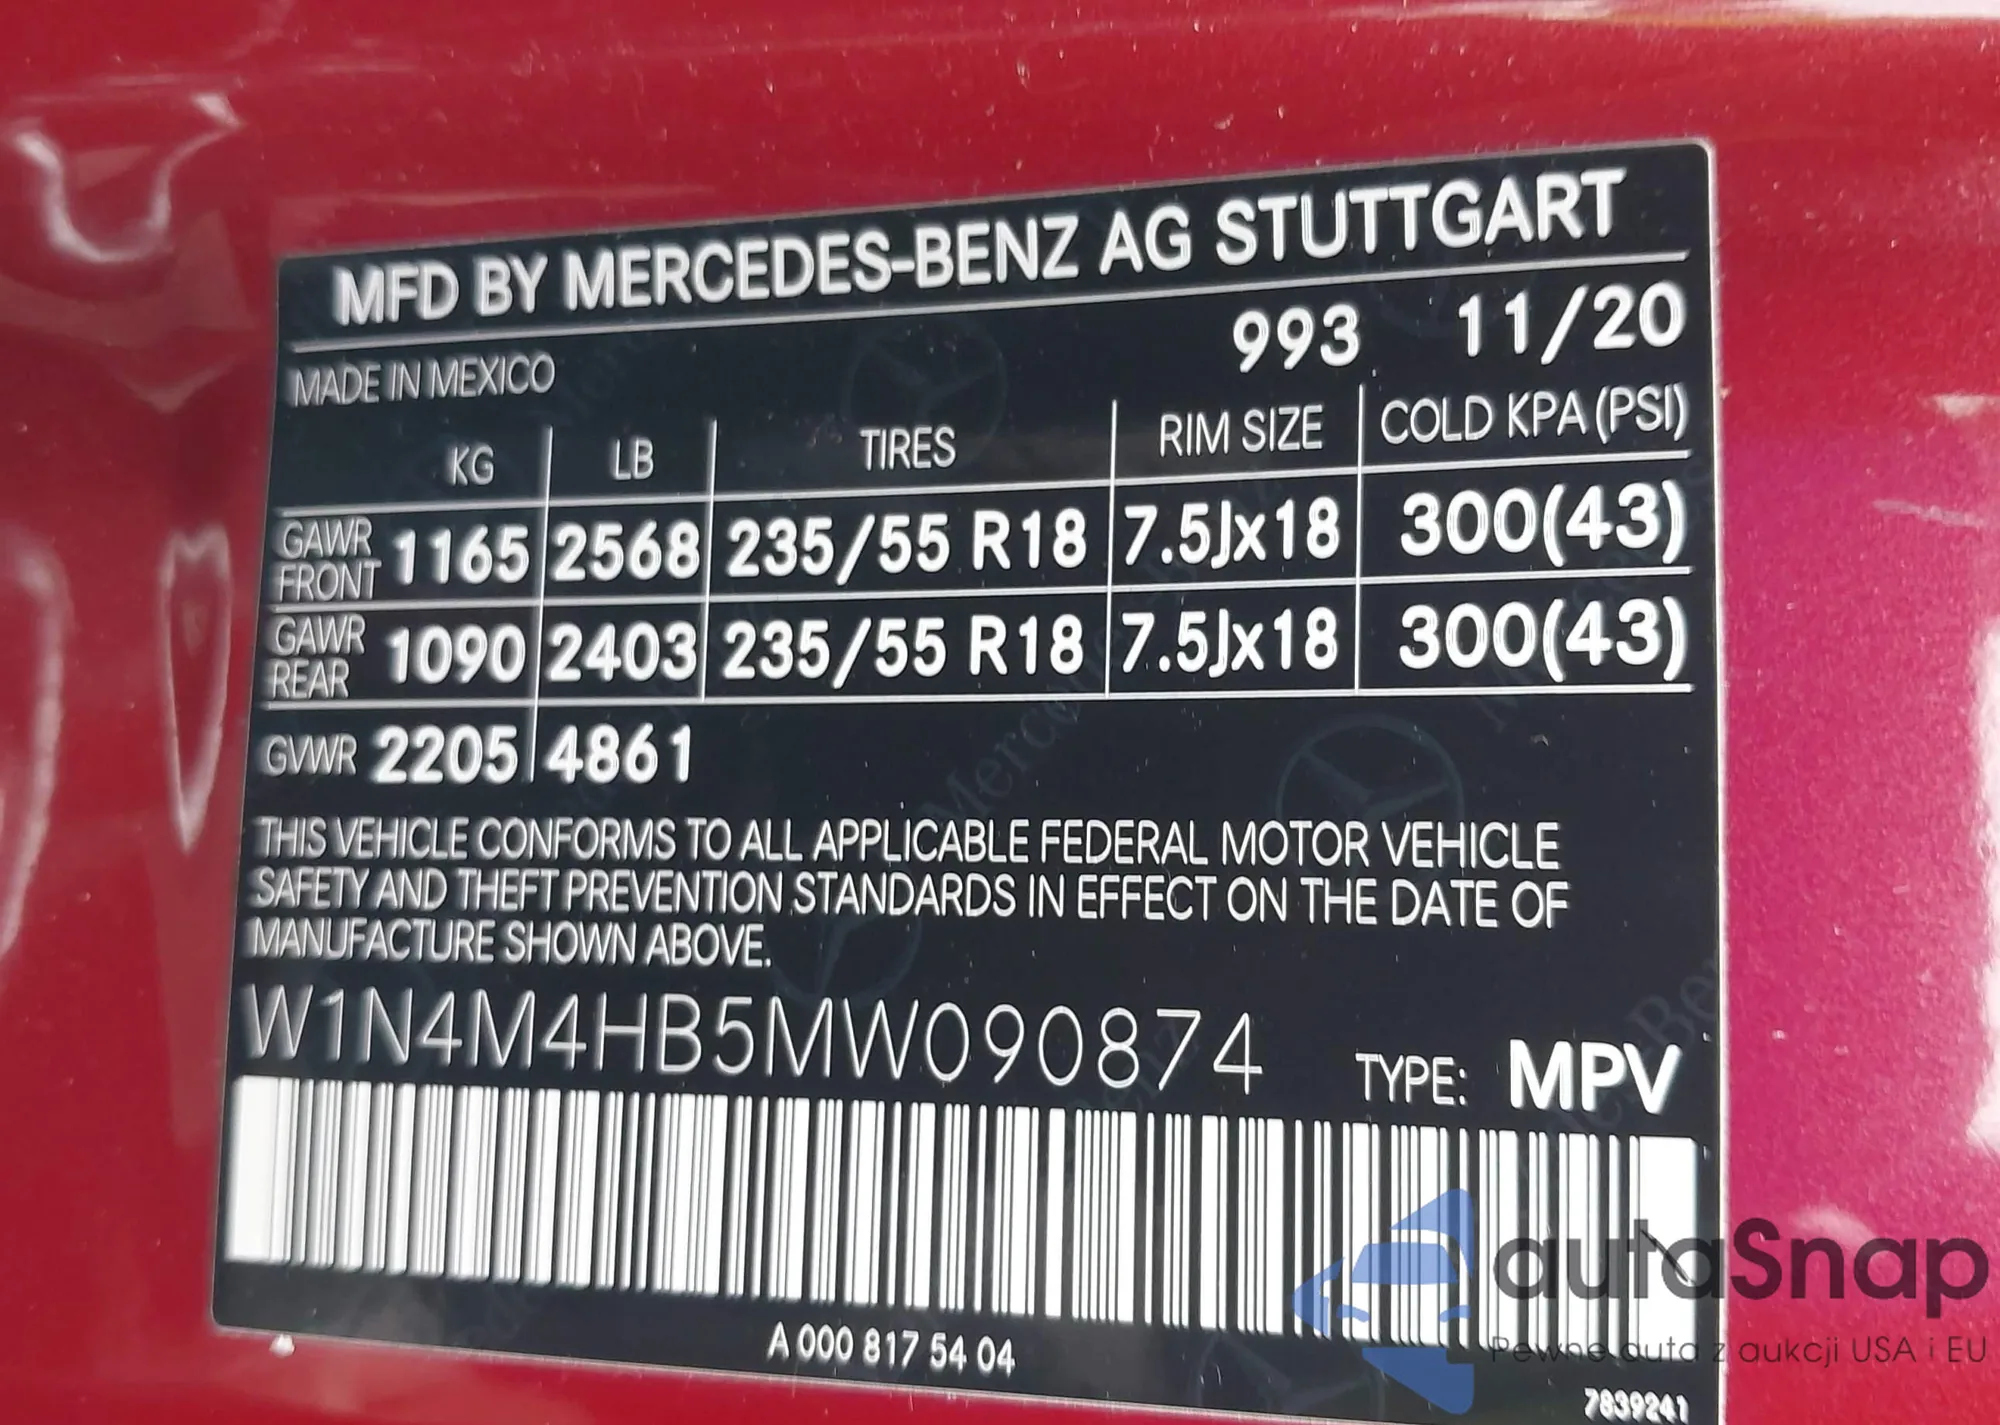 MFD BY MERCEDES-BENZ AG STUTTGART
993 11/20
MADE IN MEXICO
KG LB TIRES RIM SIZE COLD KPA (PSI)
GAWR FRONT 1165 2568 235/55 R18 7.5Jx18 300(43)
GAWR REAR 1090 2403 235/55 R18 7.5Jx18 300(43)
GVWR 2205 4861
THIS VEHICLE CONFORMS TO ALL APPLICABLE FEDERAL MOTOR VEHICLE
SAFETY AND THEFT PREVENTION STANDARDS IN EFFECT ON THE DATE OF
MANUFACTURE SHOWN ABOVE.
W1N4M4HB5MW090874 TYPE: MPV
A 000 817 54 04
7839241
autaSnap
Pewne auta z aukcji USA i EU